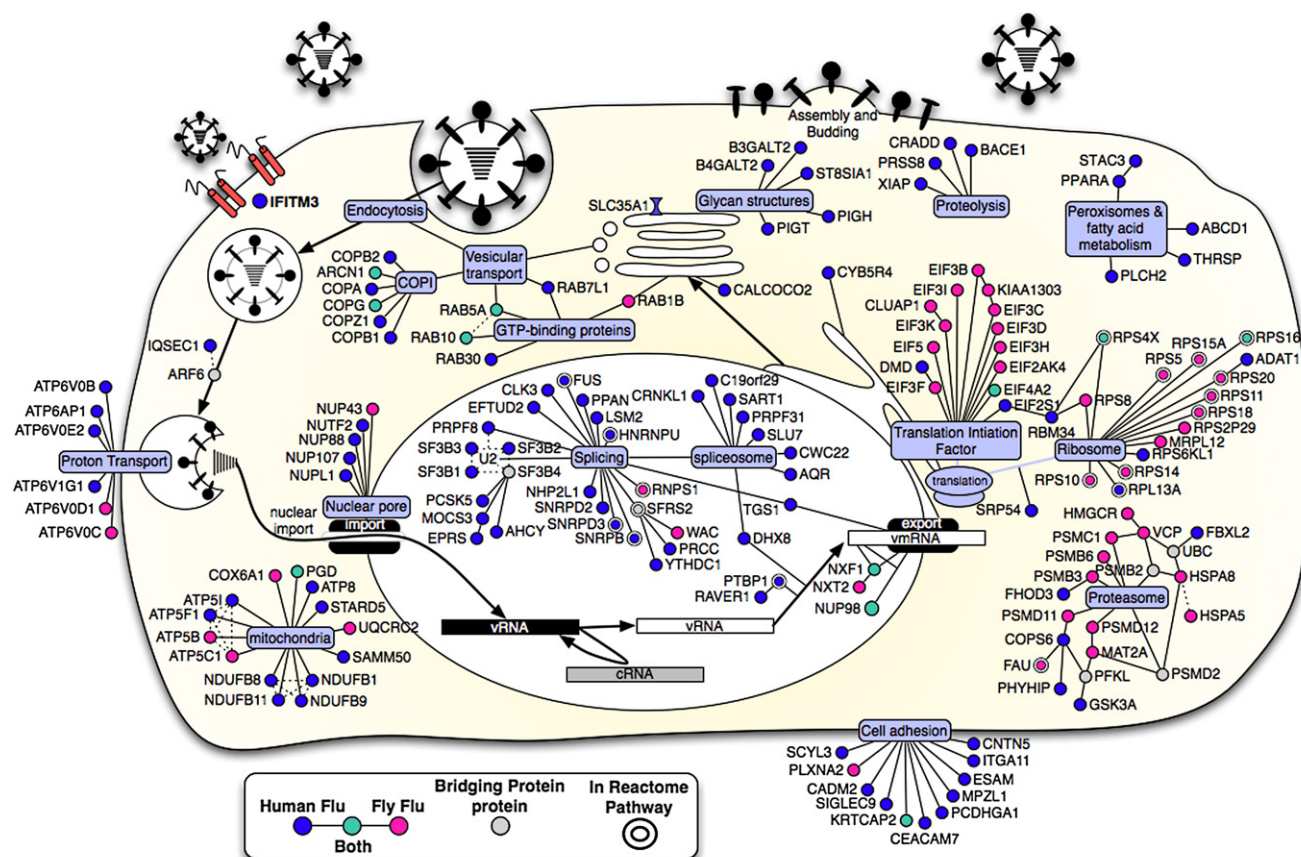 Assembly and
Budding
B3GALT2
B4GALT2
ST8SIA1
Glycan structures
PIGH
PIGT
CRADD
BACE1
PRSS8
XIAP
Proteolysis
STAC3
PPARA
Peroxisomes &
fatty acid
metabolism
ABCD1
THRSP
PLCH2
IFITM3
Endocytosis
SLC35A1
COPB2
ARCN1
COPA
COPG
COPZ1
COPB1
COPI
Vesicular
transport
RAB7L1
RAB5A
RAB10
RAB30
GTP-binding proteins
RAB1B
CALCOCO2
CYB5R4
EIF3B
EIF3I
KIAA1303
CLUAP1
EIF3C
EIF3K
EIF3D
EIF5
EIF3H
DMD
EIF2AK4
EIF3F
EIF4A2
EIF2S1
Translation Intiation
Factor
translation
RPS4X
RPS15A
RPS16
RPS5
ADAT1
RPS20
RPS11
RPS8
RPS18
RPS2P29
RBM34
MRPL12
Ribosome
RPS6KL1
RPS14
RPS10
RPL13A
SRP54
IQSEC1
ARF6
ATP6V0B
ATP6AP1
ATP6V0E2
Proton Transport
ATP6V1G1
ATP6V0D1
ATP6V0C
NUP43
NUTF2
NUP88
NUP107
NUPL1
Nuclear pore
import
nuclear
import
FUS
CLK3
PPAN
EFTUD2
LSM2
PRPF8
HNRNPU
SF3B3
SF3B2
U2
Splicing
SF3B1
SF3B4
PCSK5
NHP2L1
RNPS1
MOCS3
SNRPD2
SFRS2
EPRS
AHCY
SNRPD3
WAC
SNRPB
PRCC
YTHDC1
C19orf29
CRNKL1
SART1
PRPF31
SLU7
spliceosome
CWC22
AQR
TGS1
DHX8
PTBP1
RAVER1
export
vmRNA
NXF1
NXT2
NUP98
vRNA
vRNA
cRNA
HMGCR
PSMC1
VCP
FBXL2
PSMB6
UBC
PSMB2
PSMB3
HSPA8
FHOD3
Proteasome
PSMD11
HSPA5
PSMD12
COPS6
MAT2A
FAU
PFKL
PSMD2
PHYHIP
GSK3A
COX6A1
PGD
ATP8
ATP5I
STARD5
ATP5F1
UQCRC2
ATP5B
mitochondria
ATP5C1
SAMM50
NDUFB8
NDUFB1
NDUFB11
NDUFB9
Cell adhesion
SCYL3
CNTN5
PLXNA2
ITGA11
CADM2
ESAM
SIGLEC9
MPZL1
KRTCAP2
PCDHGA1
CEACAM7
Human Flu
Fly Flu
Both
Bridging Protein
protein
In Reactome
Pathway